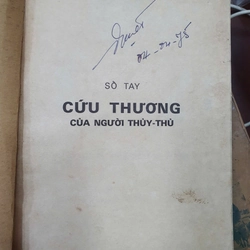 SỔ TAY
CỨU THƯƠNG
CỦA NGƯỜI THỦY-THỦ